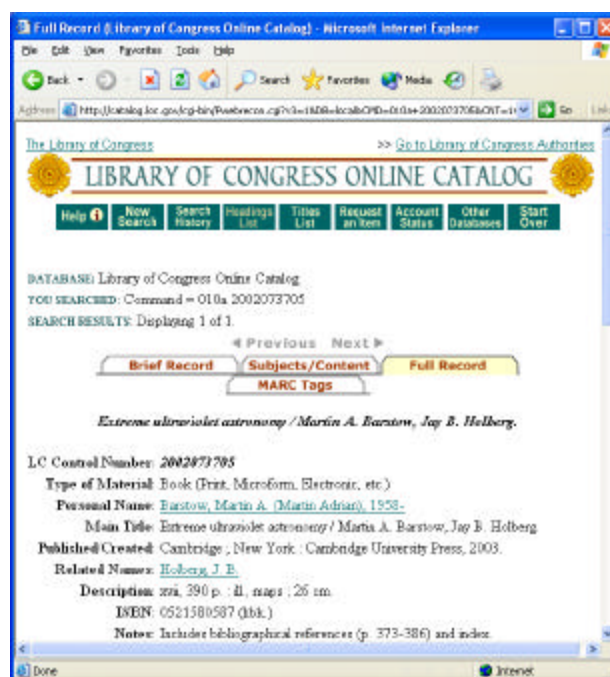 Full Record (Library of Congress Online Catalog) - Microsoft Internet Explorer
File Edit View Favorites Tools Help
Back Search Favorites Media
Address http://catalog.loc.gov/cgi-bin/Pwebrecon.cgi? Go
The Library of Congress >> Go to Library of Congress Authorities
LIBRARY OF CONGRESS ONLINE CATALOG
Help New Search Search History Headings List Titles List Request an Item Account Status Other Databases Start Over
DATABASE: Library of Congress Online Catalog
YOU SEARCHED: Command = 010a 2002073705
SEARCH RESULTS: Displaying 1 of 1.
Previous Next
Brief Record Subjects/Content Full Record
MARC Tags
Extreme ultraviolet astronomy / Martin A. Barstow, Jay B. Holberg.
LC Control Number: 2002073705
Type of Material: Book (Print, Microform, Electronic, etc.)
Personal Name: Barstow, Martin A. (Martin Adrian), 1958-
Main Title: Extreme ultraviolet astronomy / Martin A. Barstow, Jay B. Holberg.
Published/Created: Cambridge ; New York : Cambridge University Press, 2003.
Related Names: Holberg, J. B.
Description: xvi, 390 p. : ill., maps ; 26 cm.
ISBN: 0521580587 (hbk.)
Notes: Includes bibliographical references (p. 373-386) and index.
Done Internet